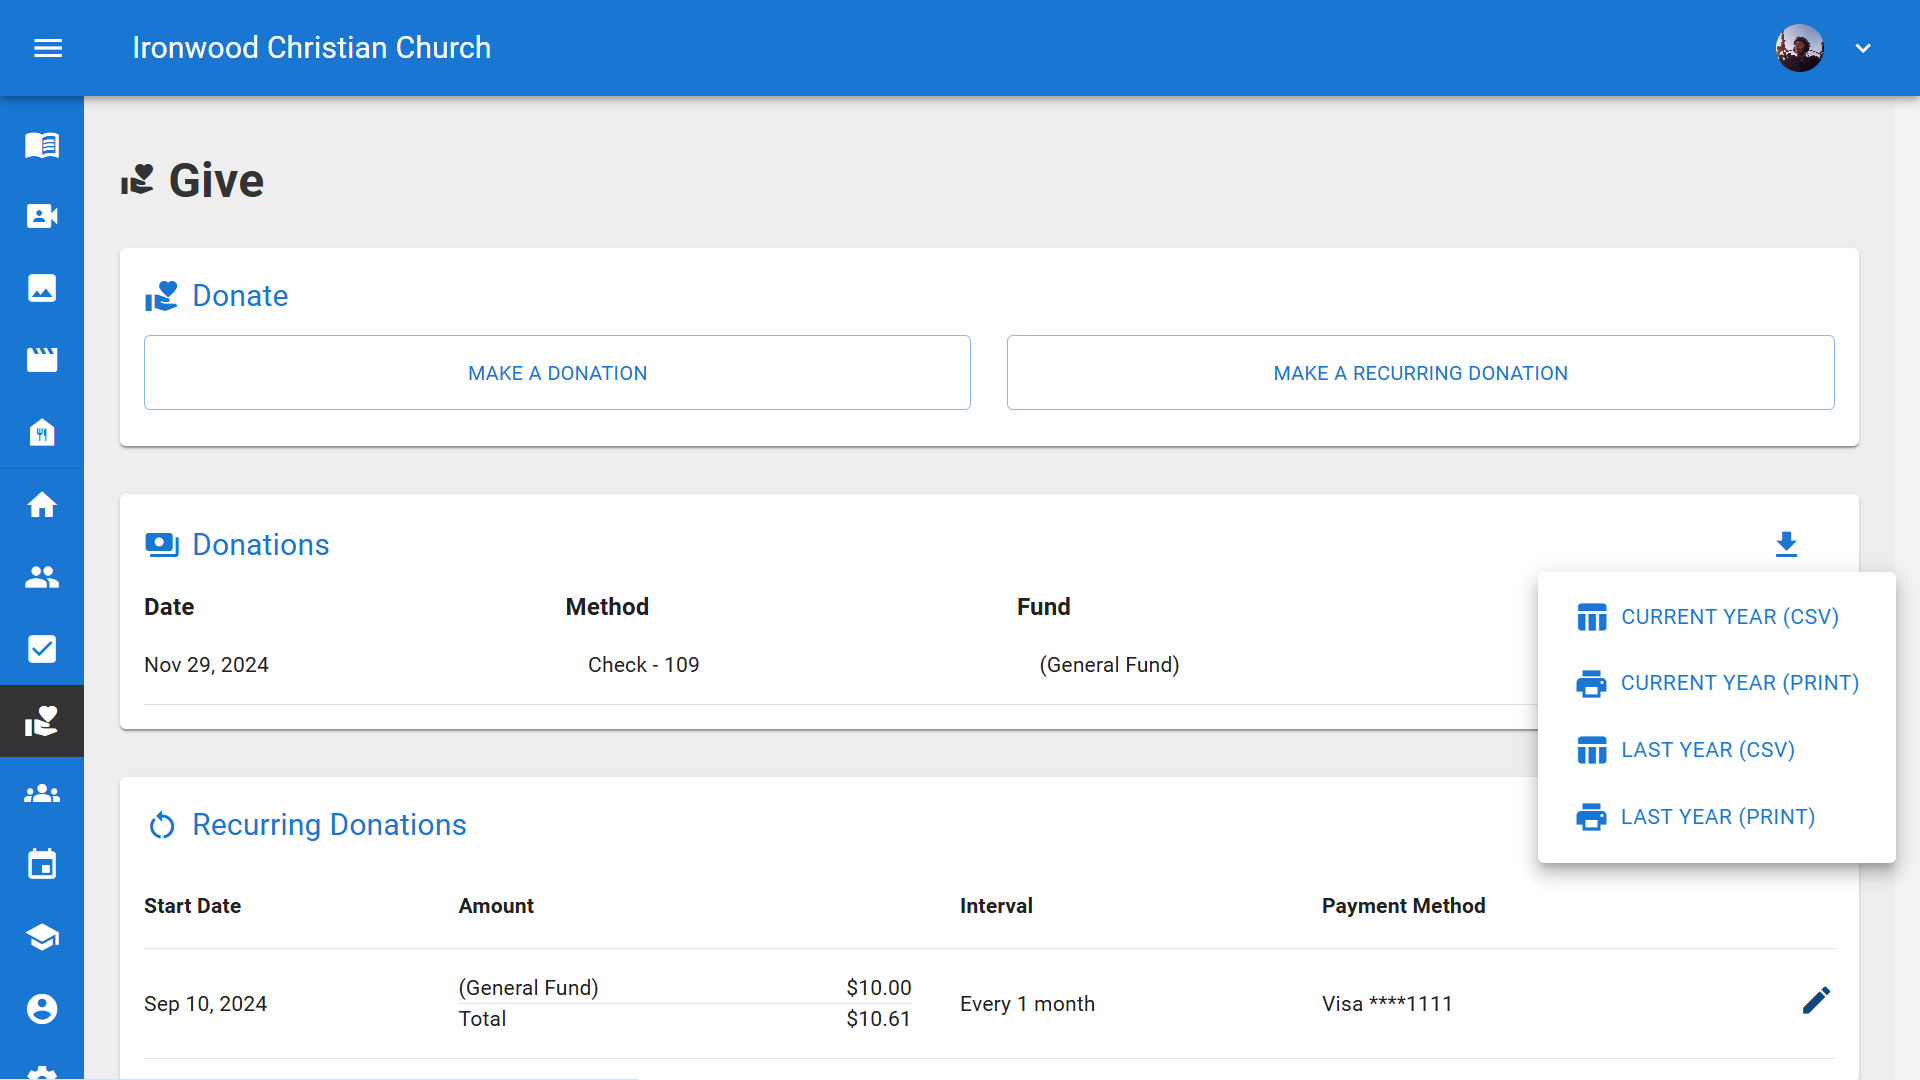 Ironwood Christian Church
Give
Donate
MAKE A DONATION
MAKE A RECURRING DONATION
Donations
Date Method Fund
Nov 29, 2024 Check - 109 (General Fund)
CURRENT YEAR (CSV)
CURRENT YEAR (PRINT)
LAST YEAR (CSV)
LAST YEAR (PRINT)
Recurring Donations
Start Date Amount Interval Payment Method
Sep 10, 2024 (General Fund) $10.00 Every 1 month Visa ****1111
Total $10.61